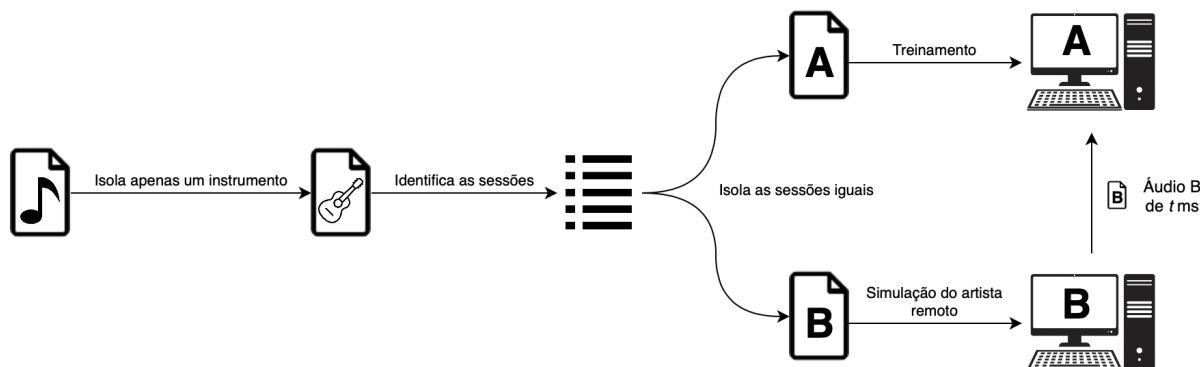 Isola apenas um instrumento
Identifica as sessões
Isola as sessões iguais
A
Treinamento
A
B
Simulação do artista
remoto
B
B
Áudio B
de t ms